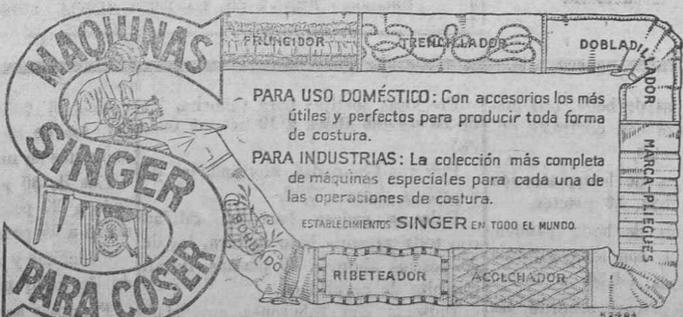 MAQUINAS
SINGER
PARA COSER
FRUNCIDOR
TRENCILLADOR
DOBLADILLADOR
MARCA-PLIEGUES
PARA USO DOMÉSTICO: Con accesorios los más
útiles y perfectos para producir toda forma
de costura.
PARA INDUSTRIAS: La colección más completa
de máquinas especiales para cada una de
las operaciones de costura.
ESTABLECIMIENTOS SINGER EN TODO EL MUNDO.
BORDADO
RIBETEADOR
ACOLCHADOR
K2484